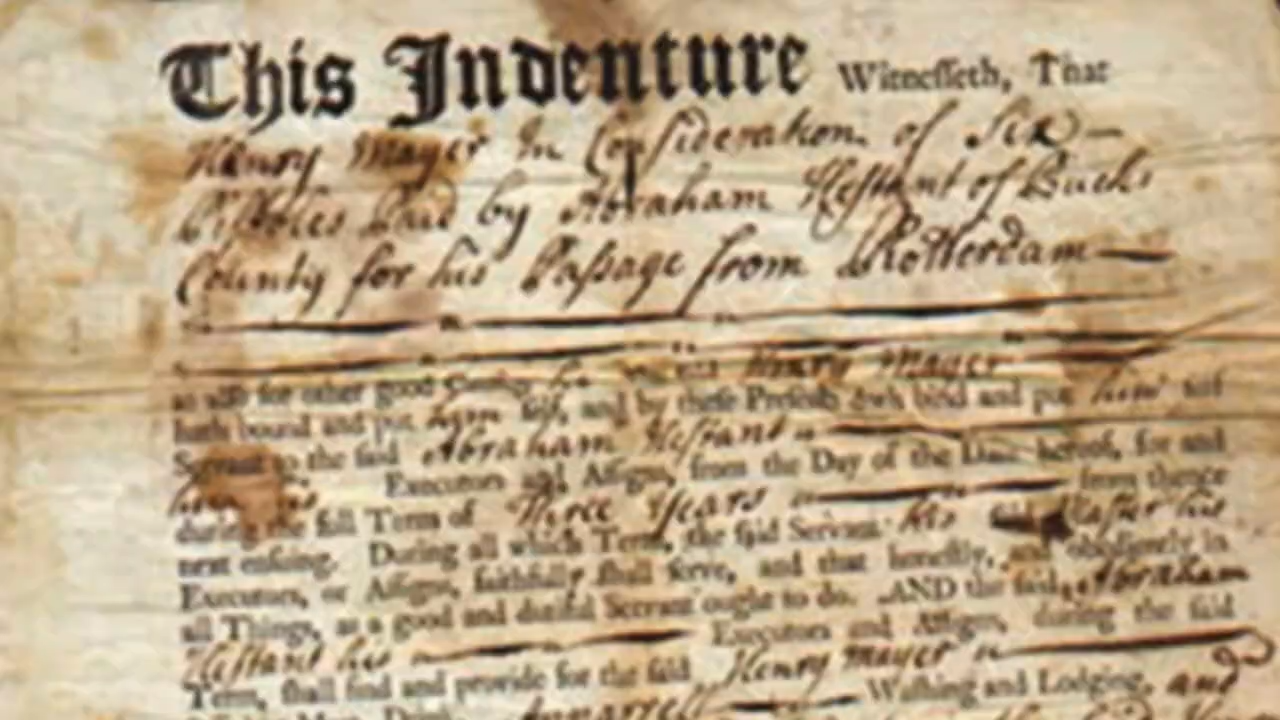 This Indenture Witnesseth, That
Henry Mayer In Consideration of Six
Pistoles Paid by Abraham Hestant of Bucks
County for his Passage from Rotterdam
Henry Mayer
as also for other good he
hath bound and put him self, and by these Presents doth bind and put him self
Servant to the said Abraham Hestant
Executors and Assigns, from the Day of the Date hereof, for and
during the full Term of Three Years from thence
next ensuing. During all which Term, the said Servant his said Master his
Executors, or Assigns, faithfully shall serve, and that honestly, and obediently in
all Things, as a good and dutiful Servant ought to do. AND the said, Abraham
Hestant his Executors and Assigns, during the said
Term, shall find and provide for the said Henry mayer
Apparrell Washing and Lodging, and